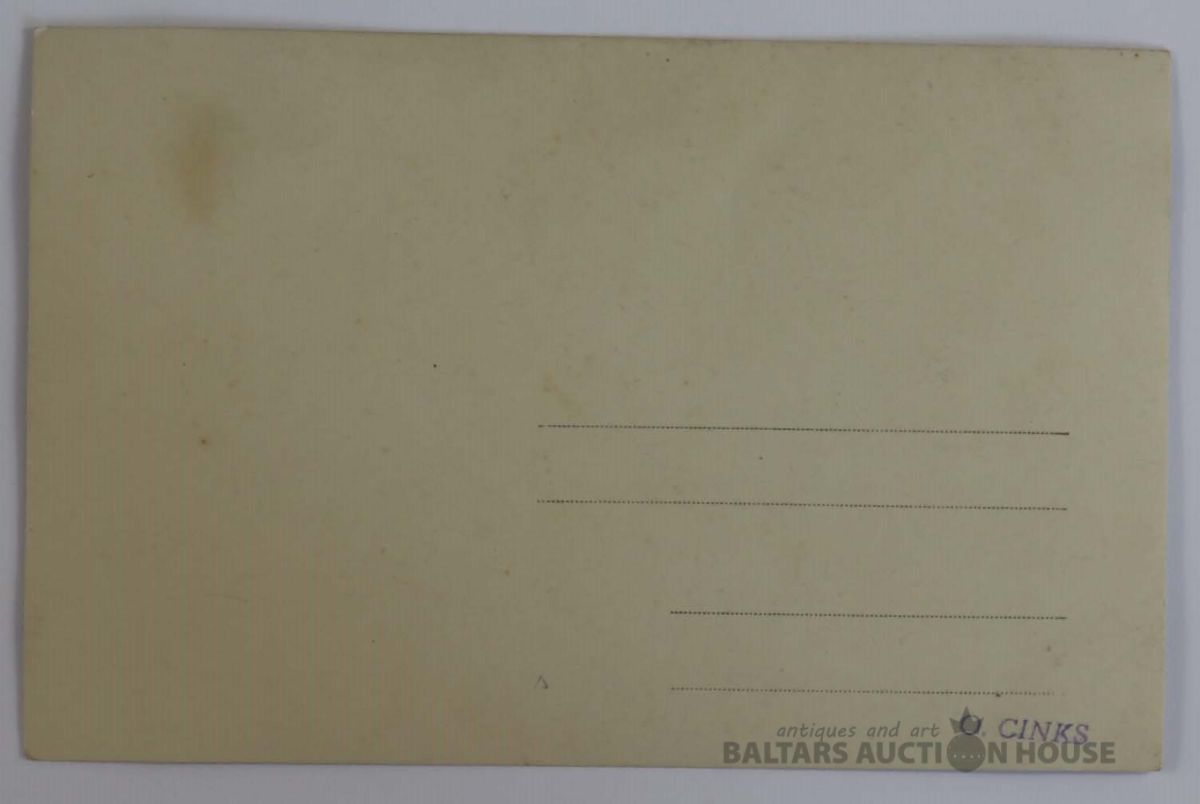 O. CINKS
antiques and art
BALTARS AUCTION HOUSE